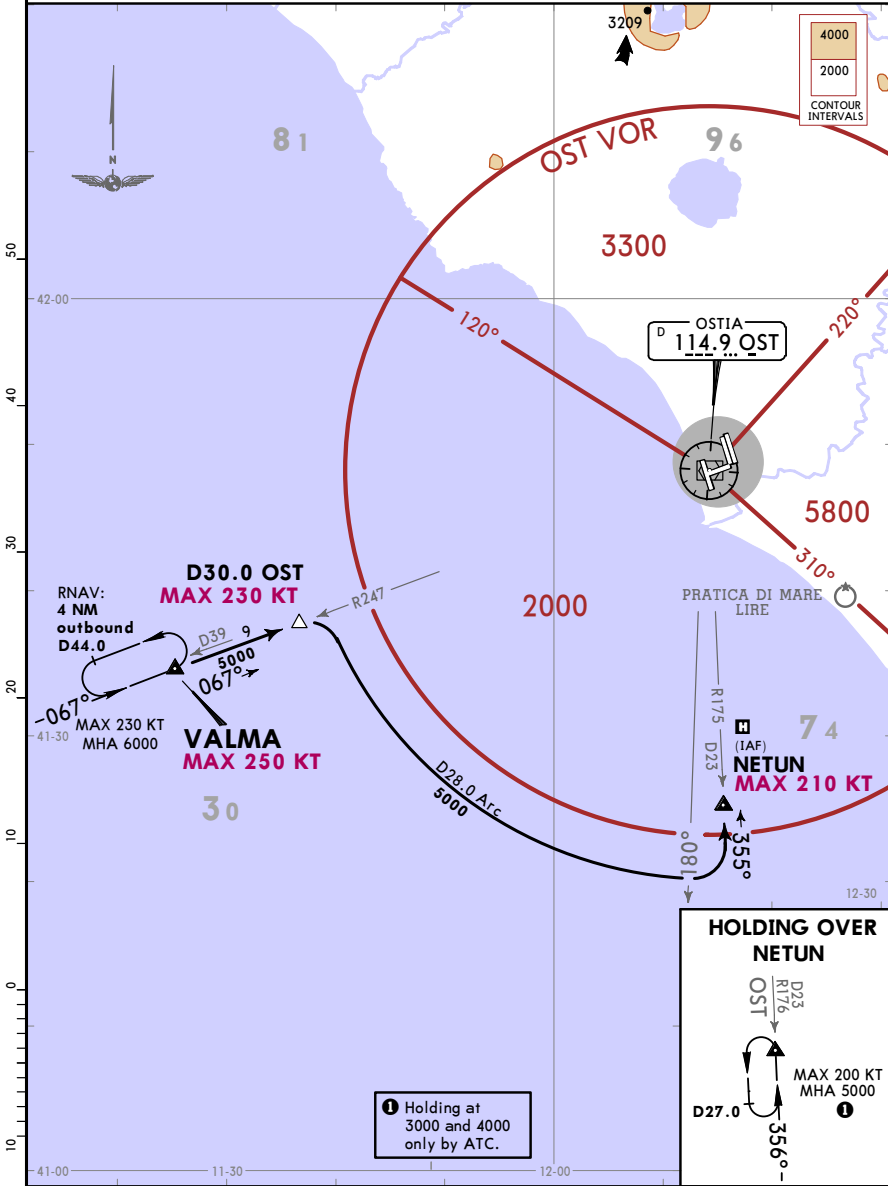 3209
4000
2000
CONTOUR
INTERVALS
N
8 1
OST VOR
9 6
3300
50
42-00
120°
220°
OSTIA
D 114.9 OST
40
5800
30
310°
D30.0 OST
MAX 230 KT
RNAV:
4 NM
outbound
D44.0
R247
2000
PRATICA DI MARE
LIRE
D39
9
5000
067°
20
-067°
MAX 230 KT
MHA 6000
41-30
VALMA
MAX 250 KT
R175
D23
H
(IAF)
NETUN
MAX 210 KT
7 4
3 0
D28.0 Arc
5000
10
180°
355°
12-30
HOLDING OVER
NETUN
D23
R176
OST
0
MAX 200 KT
MHA 5000
1
D27.0
356°-
1 Holding at
3000 and 4000
only by ATC.
10
41-00
11-30
12-00